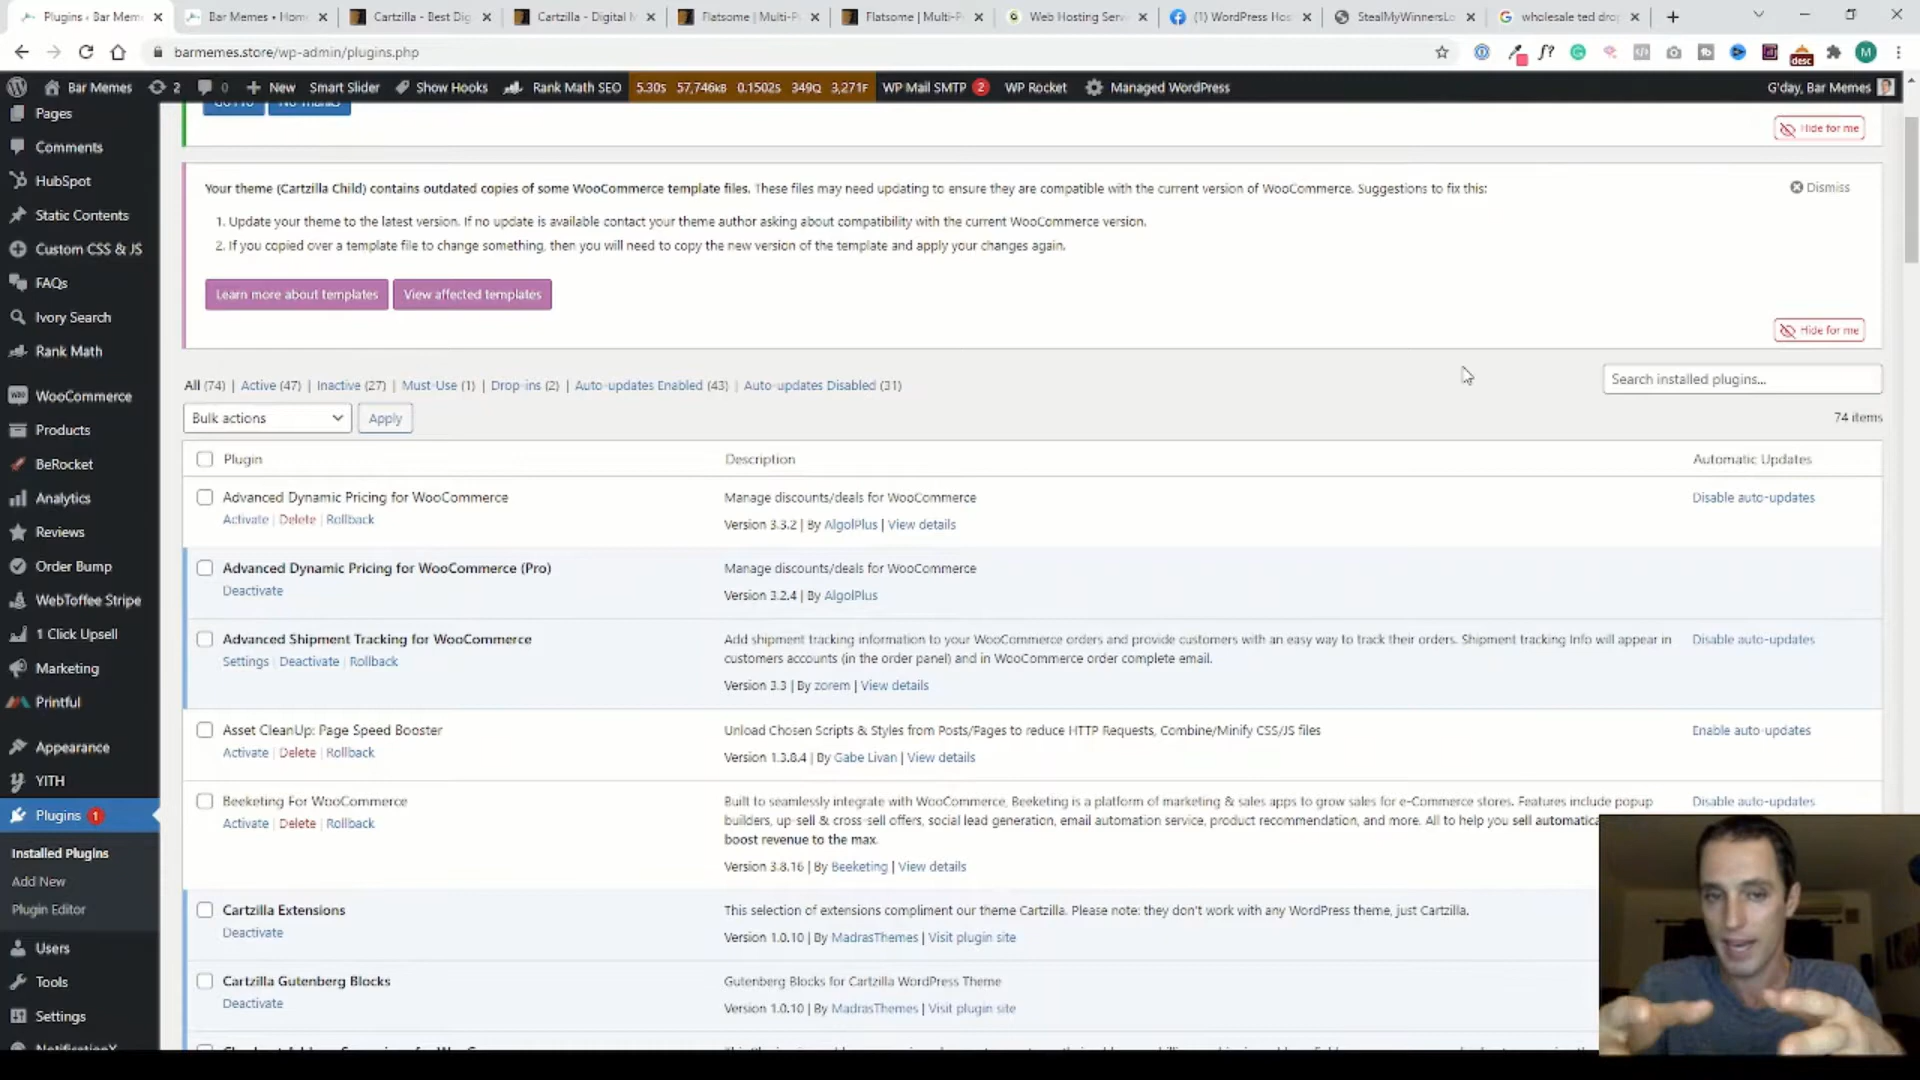 Plugins ‹ Bar Mem
Bar Memes • Hom
Cartzilla - Best Dig
Cartzilla - Digital M
Flatsome | Multi-P
Flatsome | Multi-P
Web Hosting Serv
(1) WordPress Hos
StealMyWinnersLo
wholesale ted drop
barmemes.store/wp-admin/plugins.php
f?
desc
M
Bar Memes
2
0
New
Smart Slider
Show Hooks
Rank Math SEO
5.30s 57,746kB 0.1502s 349Q 3,271F
WP Mail SMTP 2
WP Rocket
Managed WordPress
G'day, Bar Memes
Pages
Comments
HubSpot
Static Contents
Custom CSS & JS
FAQs
Ivory Search
Rank Math
WooCommerce
Products
BeRocket
Analytics
Reviews
Order Bump
WebToffee Stripe
1 Click Upsell
Marketing
Printful
Appearance
YITH
Plugins 1
Installed Plugins
Add New
Plugin Editor
Users
Tools
Settings
NotificationX
No Thanks
Hide for me
Your theme (Cartzilla Child) contains outdated copies of some WooCommerce template files. These files may need updating to ensure they are compatible with the current version of WooCommerce. Suggestions to fix this:
Dismiss
1. Update your theme to the latest version. If no update is available contact your theme author asking about compatibility with the current WooCommerce version.
2. If you copied over a template file to change something, then you will need to copy the new version of the template and apply your changes again.
Learn more about templates
View affected templates
Hide for me
All (74) | Active (47) | Inactive (27) | Must-Use (1) | Drop-ins (2) | Auto-updates Enabled (43) | Auto-updates Disabled (31)
Search installed plugins...
Bulk actions
Apply
74 items
Plugin
Description
Automatic Updates
Advanced Dynamic Pricing for WooCommerce
Activate | Delete | Rollback
Manage discounts/deals for WooCommerce
Version 3.3.2 | By AlgolPlus | View details
Disable auto-updates
Advanced Dynamic Pricing for WooCommerce (Pro)
Deactivate
Manage discounts/deals for WooCommerce
Version 3.2.4 | By AlgolPlus
Advanced Shipment Tracking for WooCommerce
Settings | Deactivate | Rollback
Add shipment tracking information to your WooCommerce orders and provide customers with an easy way to track their orders. Shipment tracking Info will appear in
customers accounts (in the order panel) and in WooCommerce order complete email.
Version 3.3 | By zorem | View details
Disable auto-updates
Asset CleanUp: Page Speed Booster
Activate | Delete | Rollback
Unload Chosen Scripts & Styles from Posts/Pages to reduce HTTP Requests, Combine/Minify CSS/JS files
Version 1.3.8.4 | By Gabe Livan | View details
Enable auto-updates
Beeketing For WooCommerce
Activate | Delete | Rollback
Built to seamlessly integrate with WooCommerce, Beeketing is a platform of marketing & sales apps to grow sales for e-Commerce stores. Features include popup
builders, up-sell & cross-sell offers, social lead generation, email automation service, product recommendation, and more. All to help you sell automatica
boost revenue to the max.
Version 3.8.16 | By Beeketing | View details
Disable auto-updates
Cartzilla Extensions
Deactivate
This selection of extensions compliment our theme Cartzilla. Please note: they don't work with any WordPress theme, just Cartzilla.
Version 1.0.10 | By MadrasThemes | Visit plugin site
Cartzilla Gutenberg Blocks
Deactivate
Gutenberg Blocks for Cartzilla WordPress Theme
Version 1.0.10 | By MadrasThemes | Visit plugin site